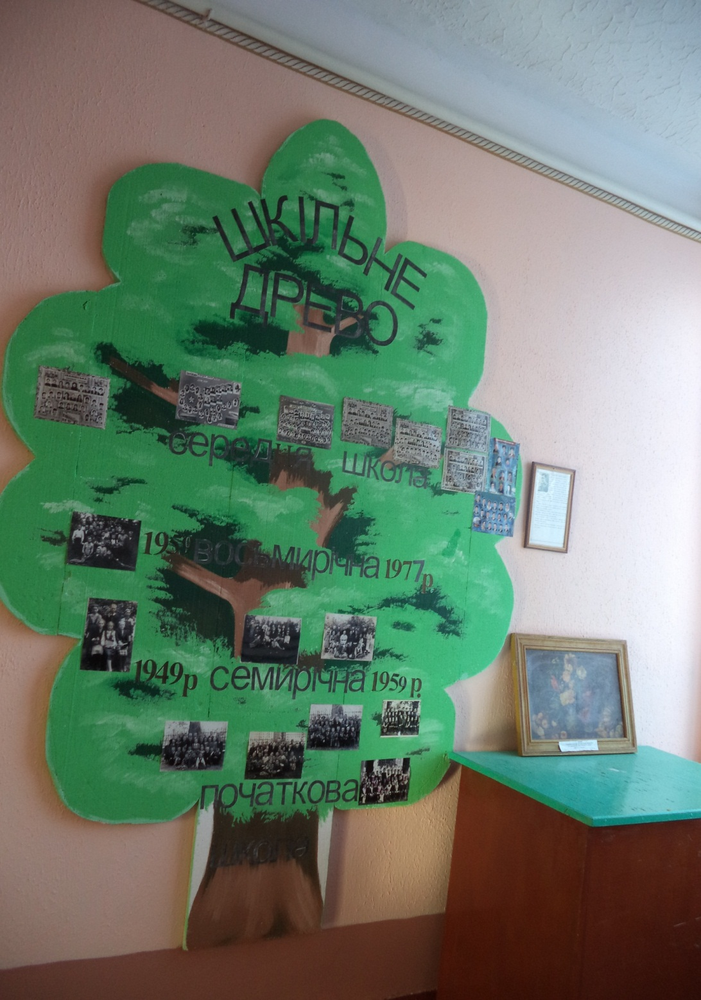 ШКІЛЬНЕ
ДРЕВО
середня школа
1959 восьмирічна 1977р
1949р семирічна 1959 р.
початкова
школа